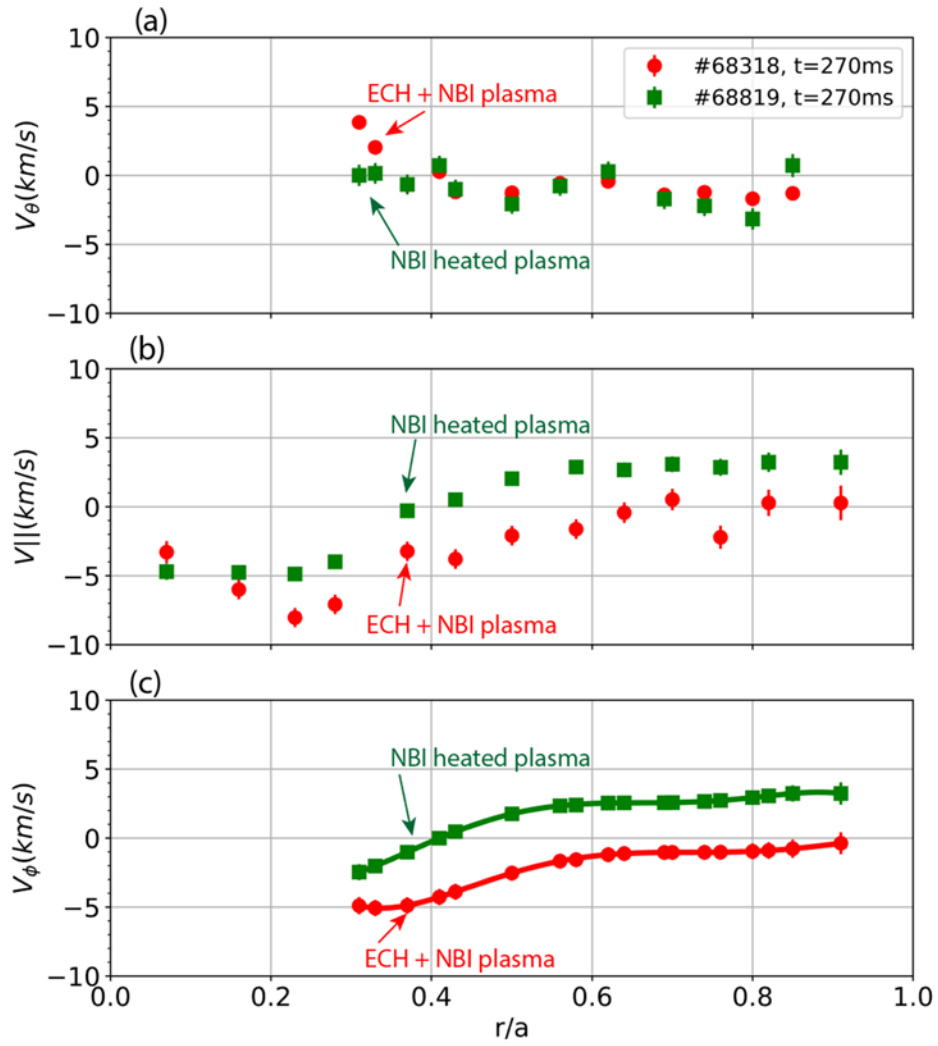 (a)
10
5
0
−5
−10
Vθ(km/s)
ECH + NBI plasma
NBI heated plasma
#68318, t=270ms
#68819, t=270ms
(b)
10
5
0
−5
−10
V||(km/s)
NBI heated plasma
ECH + NBI plasma
(c)
10
5
0
−5
−10
Vϕ(km/s)
NBI heated plasma
ECH + NBI plasma
0.0 0.2 0.4 0.6 0.8 1.0
r/a